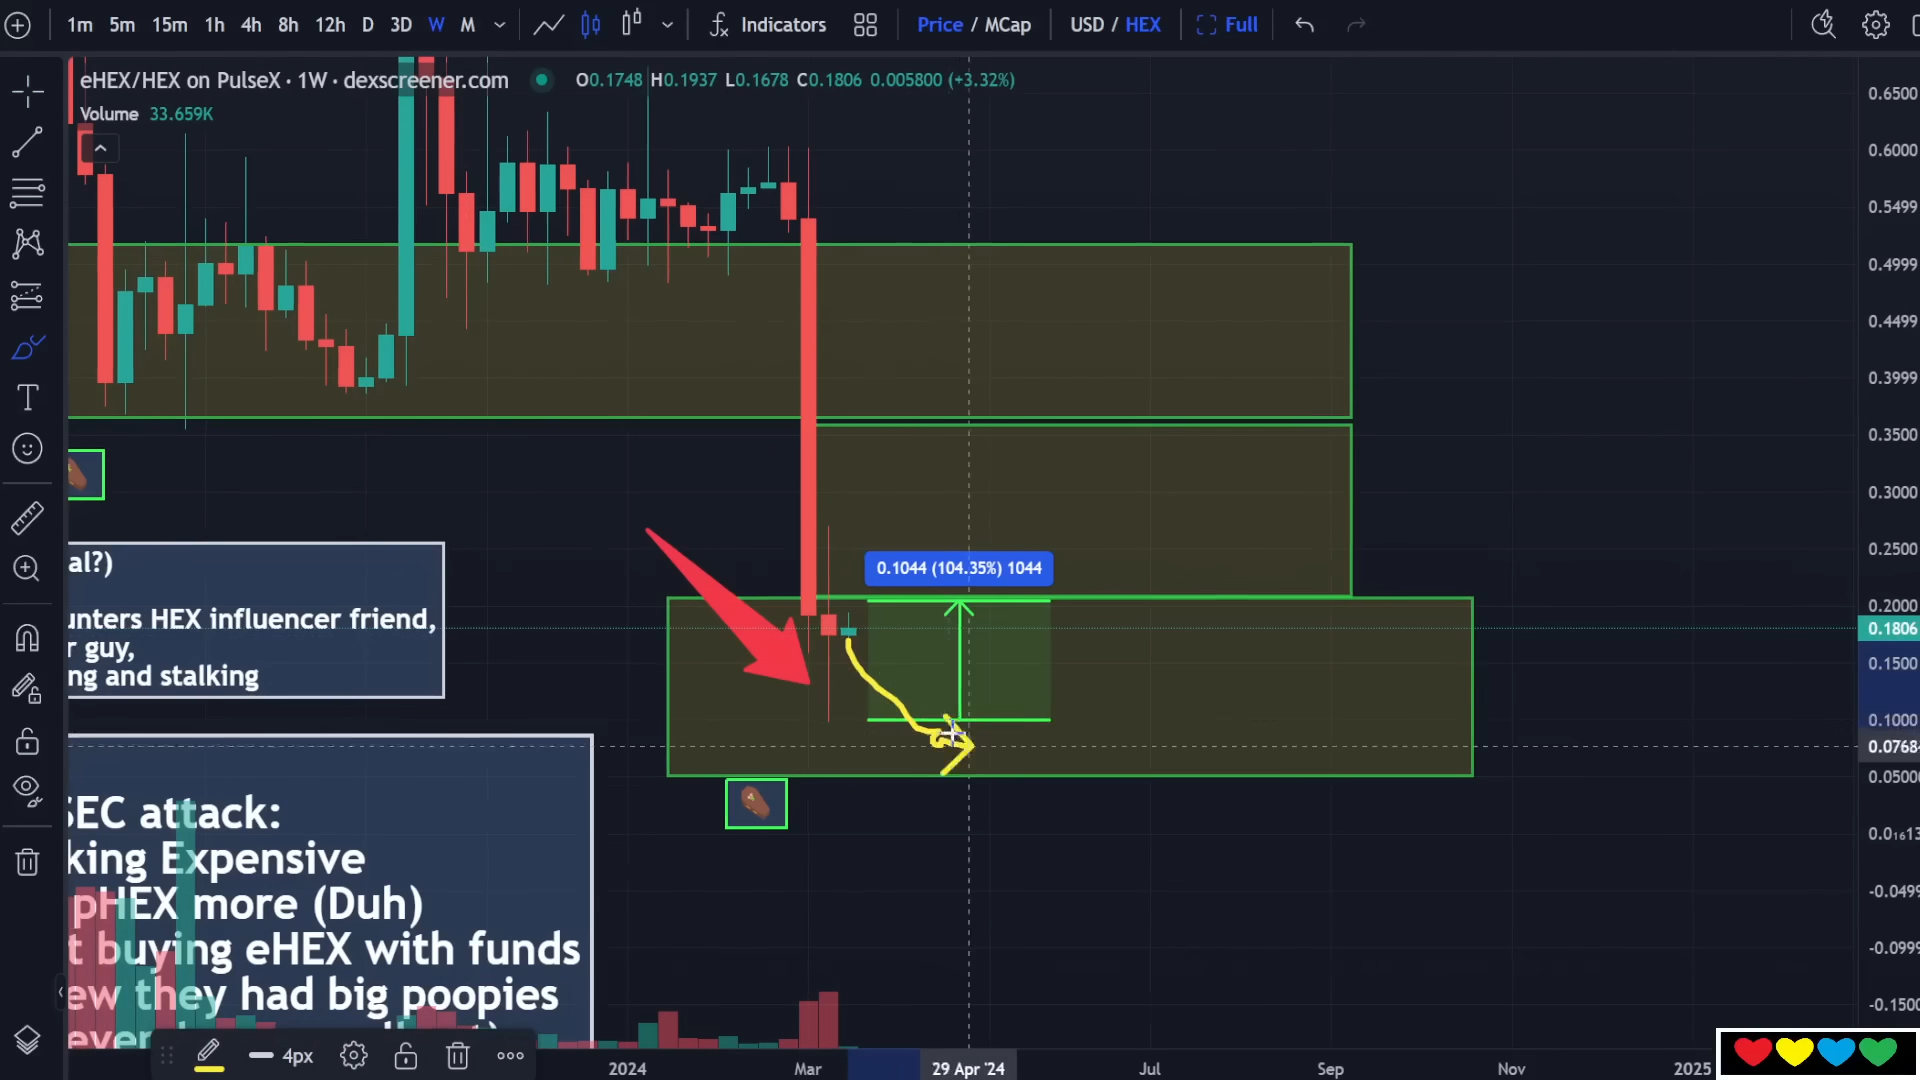 1m 5m 15m 1h 4h 8h 12h D 3D W M Indicators Price / MCap USD / HEX Full
eHEX/HEX on PulseX · 1W · dexscreener.com O0.1748 H0.1937 L0.1678 C0.1806 0.005800 (+3.32%)
Volume 33.659K
0.6500
0.6000
0.5499
0.4999
0.4499
0.3999
0.3500
0.3000
0.2500
0.2000
0.1806
0.1500
0.1000
0.0768
0.0500
0.0₁₆13
-0.0499
-0.0999
-0.1500
0.1044 (104.35%) 1044
al?)
unters HEX influencer friend,
r guy,
ng and stalking
SEC attack:
king Expensive
pHEX more (Duh)
t buying eHEX with funds
ew they had big poopies
4px
2024 Mar 29 Apr '24 Jul Sep Nov 2025